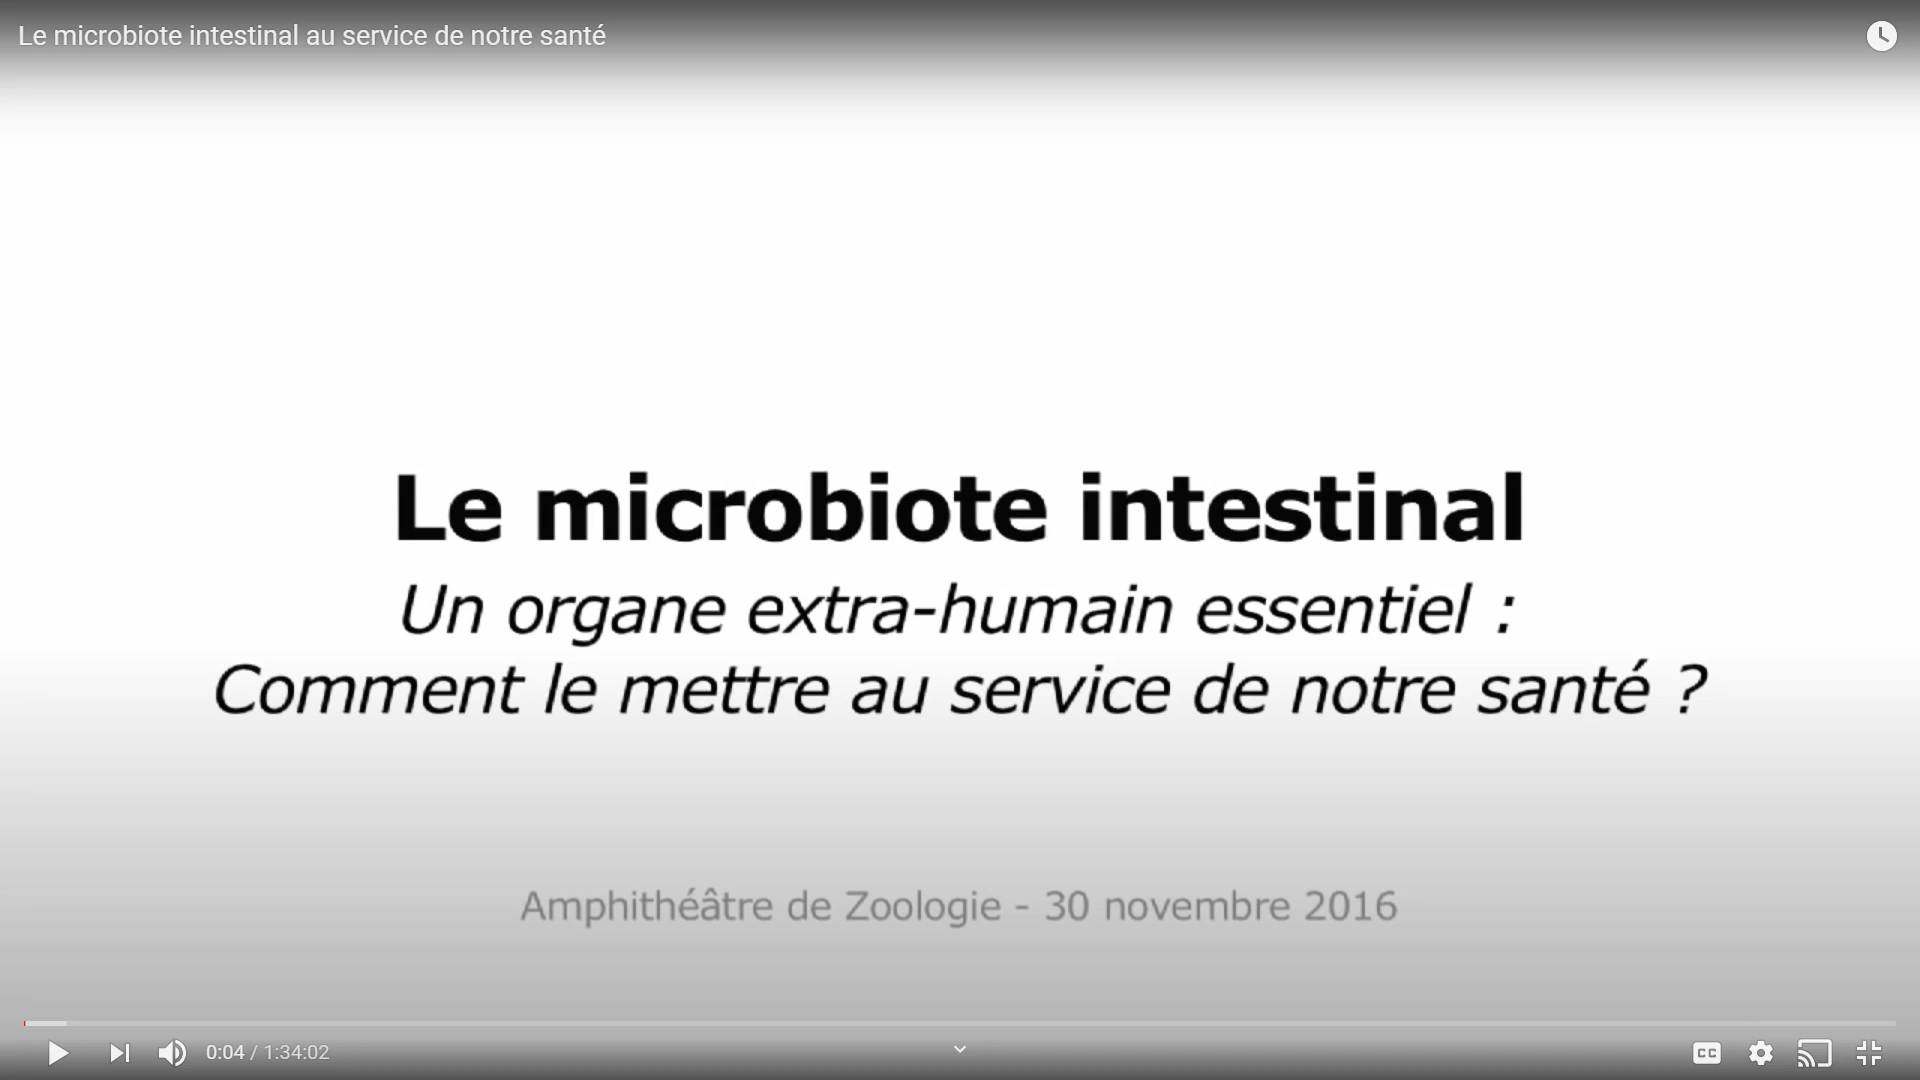 Le microbiote intestinal au service de notre santé
Le microbiote intestinal
Un organe extra-humain essentiel :
Comment le mettre au service de notre santé ?
Amphithéâtre de Zoologie - 30 novembre 2016
0:04 / 1:34:02
CC